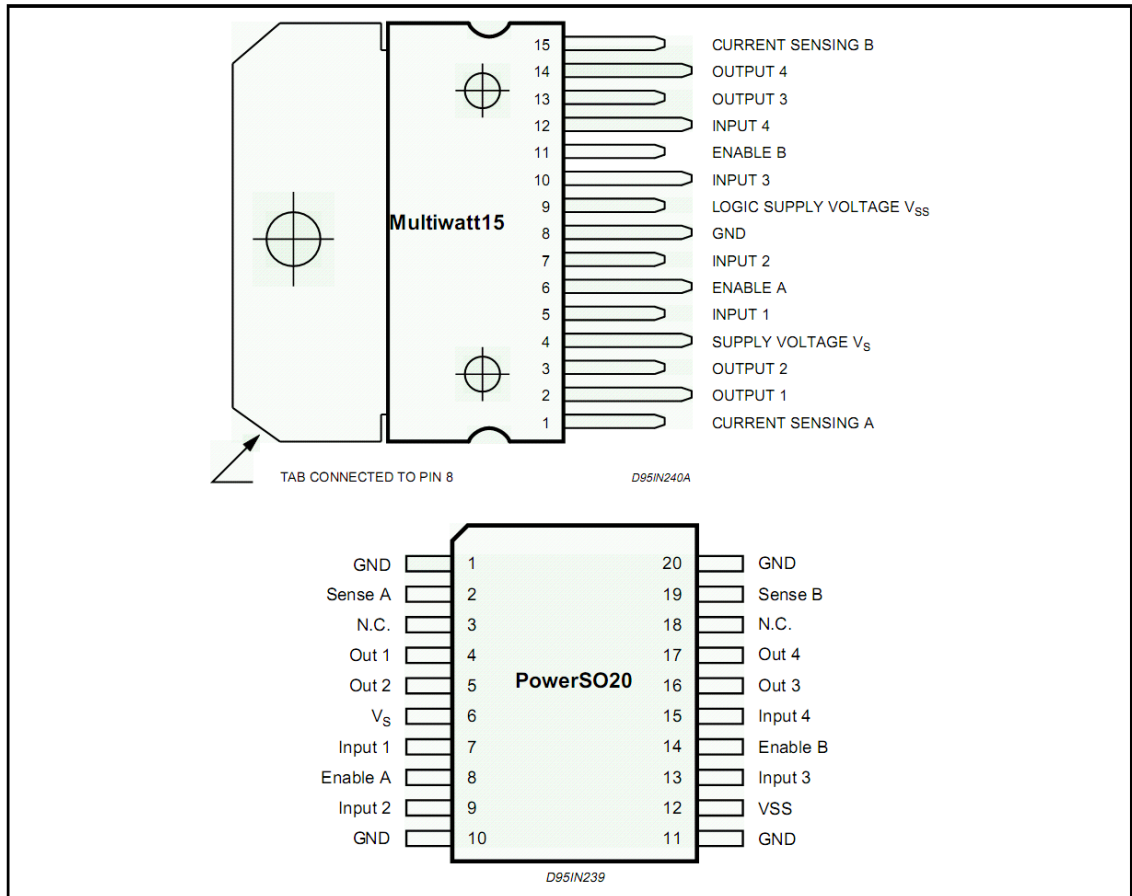 15 CURRENT SENSING B
14 OUTPUT 4
13 OUTPUT 3
12 INPUT 4
11 ENABLE B
10 INPUT 3
9 LOGIC SUPPLY VOLTAGE VSS
8 GND
7 INPUT 2
6 ENABLE A
5 INPUT 1
4 SUPPLY VOLTAGE VS
3 OUTPUT 2
2 OUTPUT 1
1 CURRENT SENSING A
Multiwatt15
TAB CONNECTED TO PIN 8
D95IN240A
GND 1 20 GND
Sense A 2 19 Sense B
N.C. 3 18 N.C.
Out 1 4 17 Out 4
Out 2 5 16 Out 3
VS 6 15 Input 4
Input 1 7 14 Enable B
Enable A 8 13 Input 3
Input 2 9 12 VSS
GND 10 11 GND
PowerSO20
D95IN239